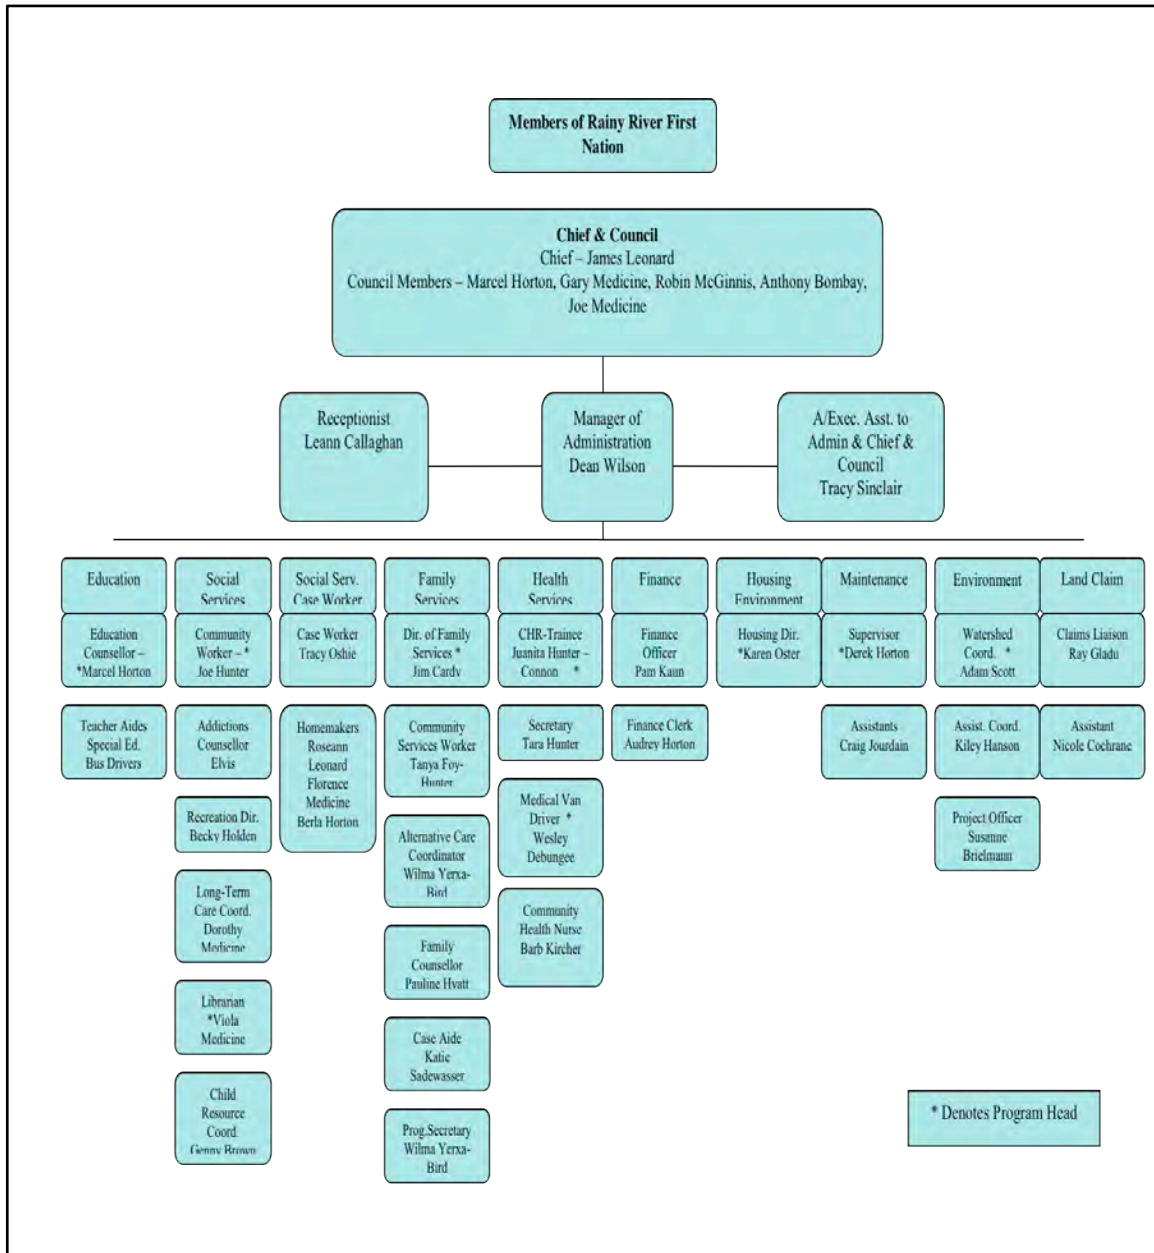 Members of Rainy River First
Nation
Chief & Council
Chief – James Leonard
Council Members – Marcel Horton, Gary Medicine, Robin McGinnis, Anthony Bombay,
Joe Medicine
Receptionist
Leann Callaghan
Manager of
Administration
Dean Wilson
A/Exec. Asst. to
Admin & Chief &
Council
Tracy Sinclair
Education
Education
Counsellor –
*Marcel Horton
Teacher Aides
Special Ed.
Bus Drivers
Social
Services
Community
Worker – *
Joe Hunter
Addictions
Counsellor
Elvis
Recreation Dir.
Becky Holden
Long-Term
Care Coord.
Dorothy
Medicine
Librarian
*Viola
Medicine
Child
Resource
Coord.
Genny Brown
Social Serv.
Case Worker
Case Worker
Tracy Oshie
Homemakers
Roseann
Leonard
Florence
Medicine
Berla Horton
Family
Services
Dir. of Family
Services *
Jim Cardy
Community
Services Worker
Tanya Foy-
Hunter
Alternative Care
Coordinator
Wilma Yerxa-
Bird
Family
Counsellor
Pauline Hyatt
Case Aide
Katie
Sadewasser
Prog.Secretary
Wilma Yerxa-
Bird
Health
Services
CHR-Trainee
Juanita Hunter –
Connon *
Secretary
Tara Hunter
Medical Van
Driver *
Wesley
Debungee
Community
Health Nurse
Barb Kircher
Finance
Finance
Officer
Pam Kaun
Finance Clerk
Audrey Horton
Housing
Environment
Housing Dir.
*Karen Oster
Maintenance
Supervisor
*Derek Horton
Assistants
Craig Jourdain
Environment
Watershed
Coord. *
Adam Scott
Assist. Coord.
Kiley Hanson
Project Officer
Susanne
Brielmann
Land Claim
Claims Liaison
Ray Gladu
Assistant
Nicole Cochrane
* Denotes Program Head